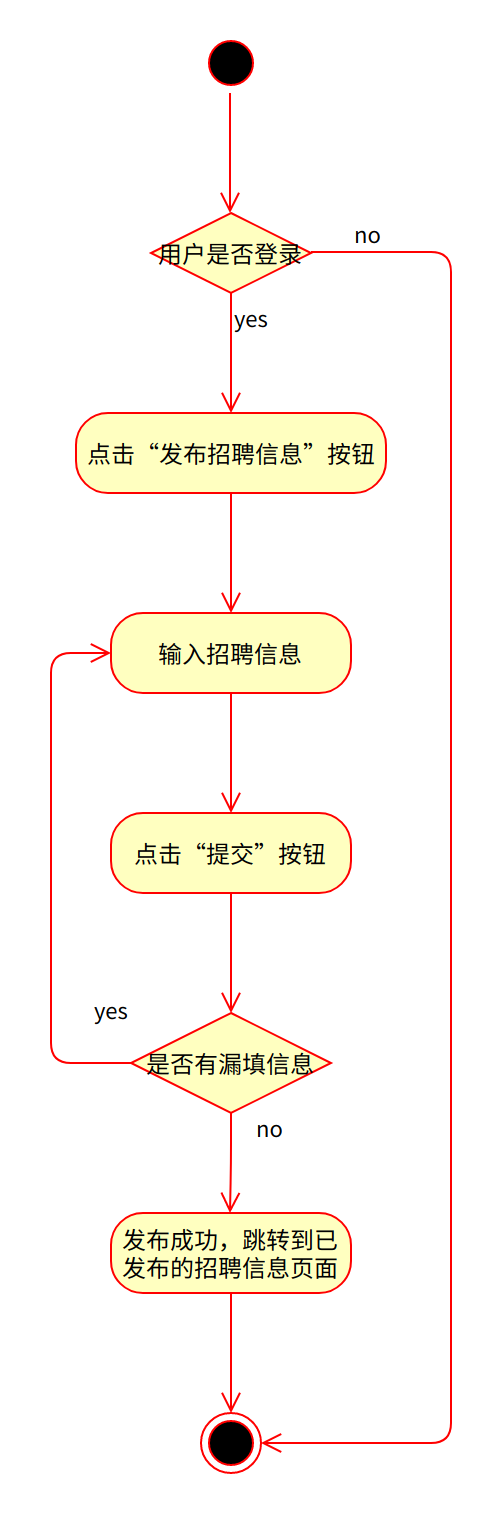 用户是否登录
no
yes
点击“发布招聘信息”按钮
输入招聘信息
点击“提交”按钮
yes
是否有漏填信息
no
发布成功，跳转到已
发布的招聘信息页面